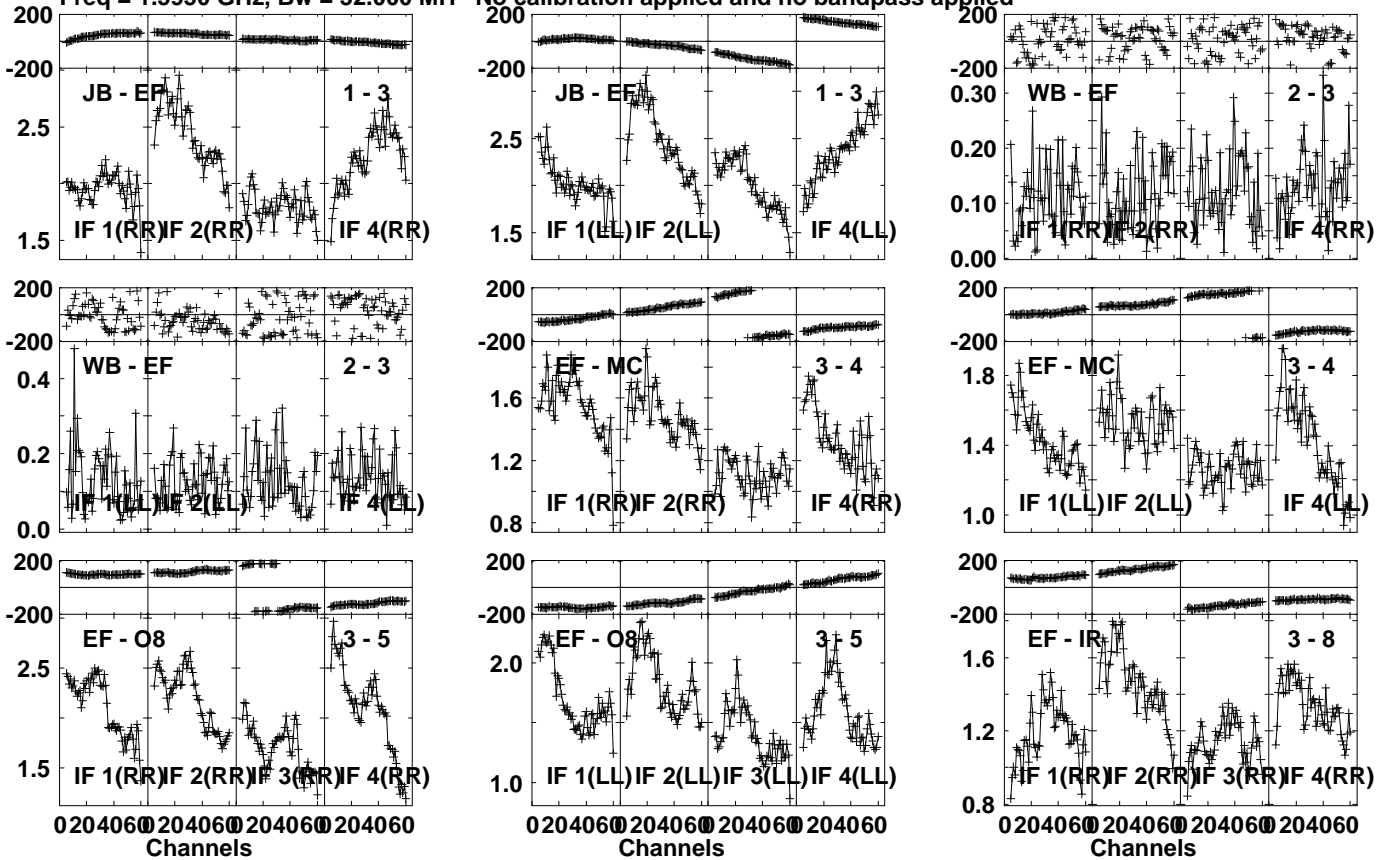 Freq = 1.5990 GHz, Bw = 32.000 MH No calibration applied and no bandpass applied
200
-200
JB - EF 1 - 3
2.5
1.5
IF 1(RR) IF 2(RR) IF 4(RR)
JB - EF 1 - 3
2.5
1.5
IF 1(LL) IF 2(LL) IF 4(LL)
200
-200
WB - EF 2 - 3
0.30
0.20
0.10
0.00
IF 1(RR) IF 2(RR) IF 4(RR)
200
-200
WB - EF 2 - 3
0.4
0.2
0.0
IF 1(LL) IF 2(LL) IF 4(LL)
200
-200
EF - MC 3 - 4
1.6
1.2
0.8
IF 1(RR) IF 2(RR) IF 4(RR)
200
-200
EF - MC 3 - 4
1.8
1.4
1.0
IF 1(LL) IF 2(LL) IF 4(LL)
200
-200
EF - O8 3 - 5
2.5
1.5
IF 1(RR) IF 2(RR) IF 3(RR) IF 4(RR)
0 20 40 60 0 20 40 60 0 20 40 60 0 20 40 60
Channels
200
-200
EF - O8 3 - 5
2.0
1.0
IF 1(LL) IF 2(LL) IF 3(LL) IF 4(LL)
0 20 40 60 0 20 40 60 0 20 40 60 0 20 40 60
Channels
200
-200
EF - IR 3 - 8
1.6
1.2
0.8
IF 1(RR) IF 2(RR) IF 3(RR) IF 4(RR)
0 20 40 60 0 20 40 60 0 20 40 60 0 20 40 60
Channels